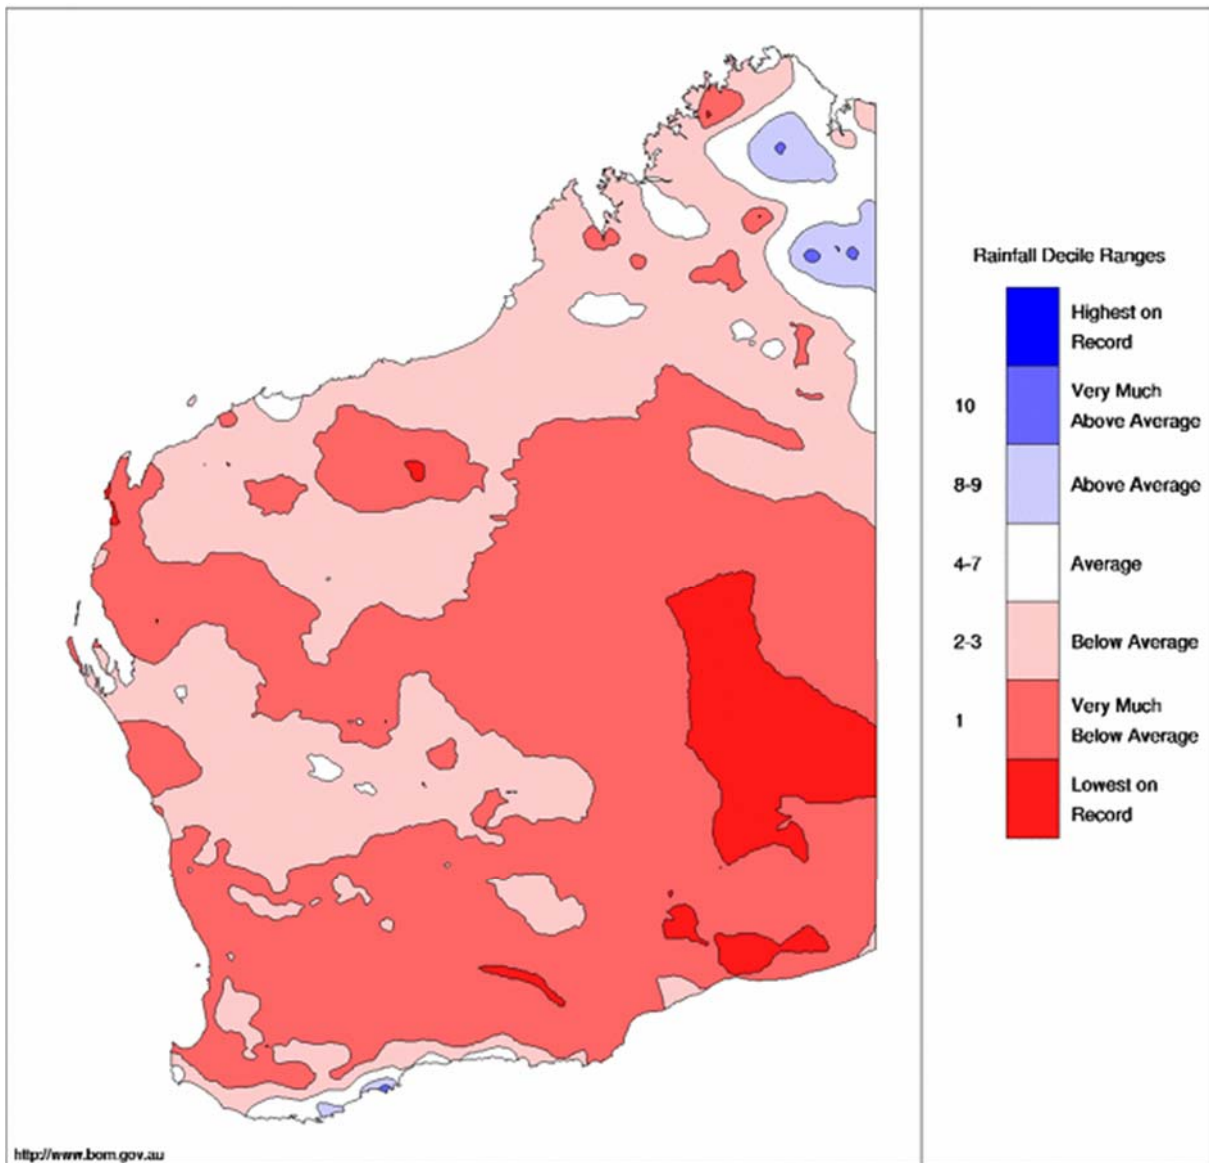 Rainfall Decile Ranges
Highest on
Record
10
Very Much
Above Average
8-9
Above Average
4-7
Average
2-3
Below Average
1
Very Much
Below Average
Lowest on
Record
http://www.bom.gov.au